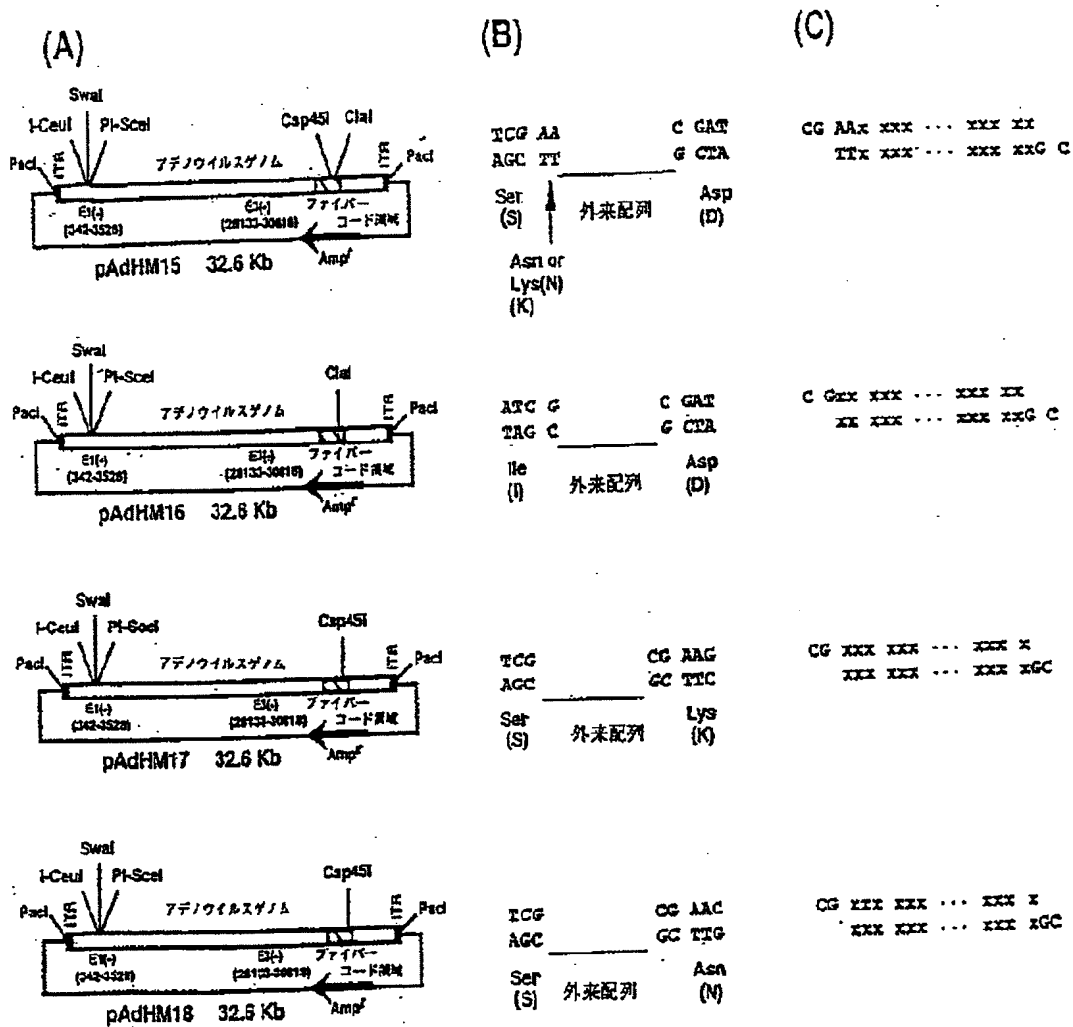 (A)
(B)
(C)
SwaI
I-CeuI
PI-SceI
Csp45I
ClaI
PacI
ITR
アデノウイルスゲノム
ITR
PacI
E1(-)
(342-3528)
E3(-)
(28133-30818)
ファイバー
コード領域
Ampr
pAdHM15 32.6 Kb
TCG AA
C GAT
AGC TT
G CTA
Ser
(S)
外来配列
Asp
(D)
Asn or
Lys(N)
(K)
CG AAx xxx ... xxx xx
TTx xxx ... xxx xxG C
SwaI
I-CeuI
PI-SceI
ClaI
PacI
ITR
アデノウイルスゲノム
ITR
PacI
E1(-)
(342-3528)
E3(-)
(28133-30818)
ファイバー
コード領域
Ampr
pAdHM16 32.6 Kb
ATC G
C GAT
TAG C
G CTA
Ile
(I)
外来配列
Asp
(D)
C Gxx xxx ... xxx xx
xx xxx ... xxx xxG C
SwaI
I-CeuI
PI-SceI
Csp45I
PacI
ITR
アデノウイルスゲノム
ITR
PacI
E1(-)
(342-3528)
E3(-)
(28133-30818)
ファイバー
コード領域
Ampr
pAdHM17 32.6 Kb
TCG
CG AAG
AGC
GC TTC
Ser
(S)
外来配列
Lys
(K)
CG xxx xxx ... xxx x
xxx xxx ... xxx xGC
SwaI
I-CeuI
PI-SceI
Csp45I
PacI
ITR
アデノウイルスゲノム
ITR
PacI
E1(-)
(342-3528)
E3(-)
(28133-30818)
ファイバー
コード領域
Ampr
pAdHM18 32.6 Kb
TCG
CG AAC
AGC
GC TTG
Ser
(S)
外来配列
Asn
(N)
CG xxx xxx ... xxx x
xxx xxx ... xxx xGC